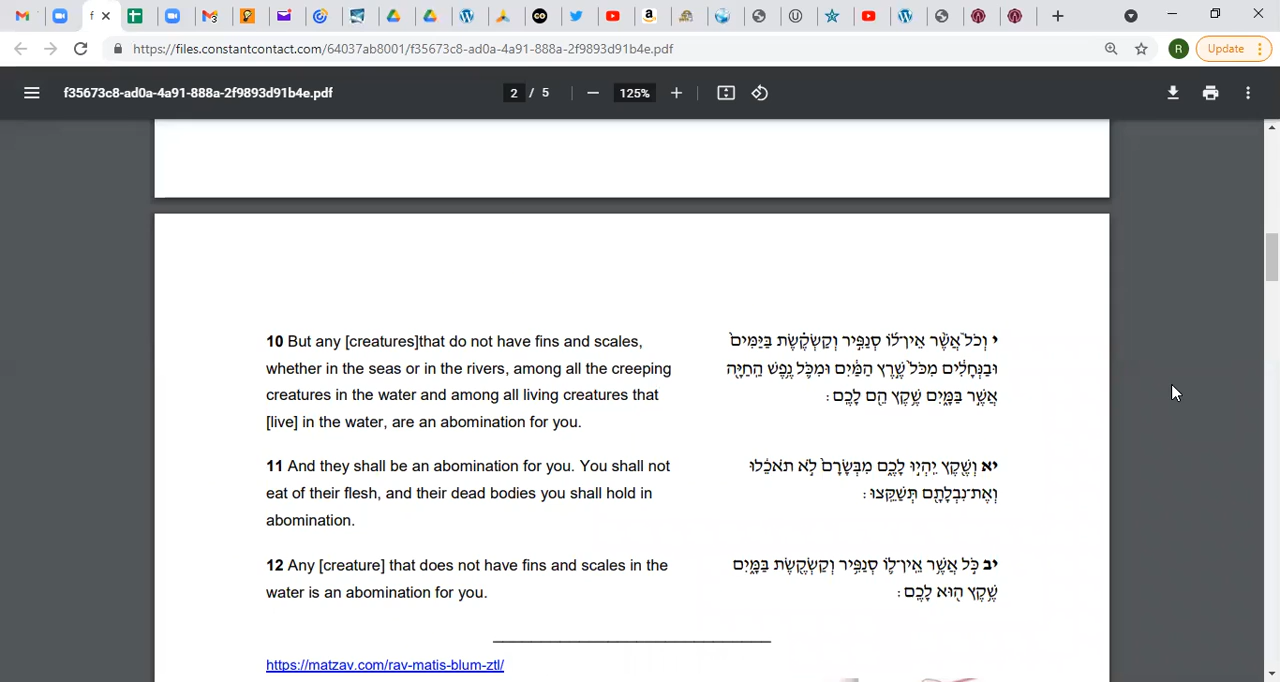 https://files.constantcontact.com/64037ab8001/f35673c8-ad0a-4a91-888a-2f9893d91b4e.pdf
R
Update
f35673c8-ad0a-4a91-888a-2f9893d91b4e.pdf
2 / 5
125%
10 But any [creatures]that do not have fins and scales,
whether in the seas or in the rivers, among all the creeping
creatures in the water and among all living creatures that
[live] in the water, are an abomination for you.
י וְכֹל֩ אֲשֶׁ֨ר אֵֽין־ל֜וֹ סְנַפִּ֣יר וְקַשְׂקֶ֗שֶׂת בַּיַּמִּים֙
וּבַנְּחָלִ֔ים מִכֹּל֙ שֶׁ֣רֶץ הַמַּ֔יִם וּמִכֹּ֛ל נֶ֥פֶשׁ הַֽחַיָּ֖ה
אֲשֶׁ֣ר בַּמָּ֑יִם שֶׁ֥קֶץ הֵ֖ם לָכֶֽם:
11 And they shall be an abomination for you. You shall not
eat of their flesh, and their dead bodies you shall hold in
abomination.
יא וְשֶׁ֖קֶץ יִֽהְי֣וּ לָכֶ֑ם מִבְּשָׂרָם֙ לֹ֣א תֹאכֵ֔לוּ
וְאֶת־נִבְלָתָ֖ם תְּשַׁקֵּֽצוּ:
12 Any [creature] that does not have fins and scales in the
water is an abomination for you.
יב כֹּ֣ל אֲשֶׁ֥ר אֵֽין־ל֛וֹ סְנַפִּ֥יר וְקַשְׂקֶ֖שֶׂת בַּמָּ֑יִם
שֶׁ֥קֶץ ה֖וּא לָכֶֽם:
https://matzav.com/rav-matis-blum-ztl/